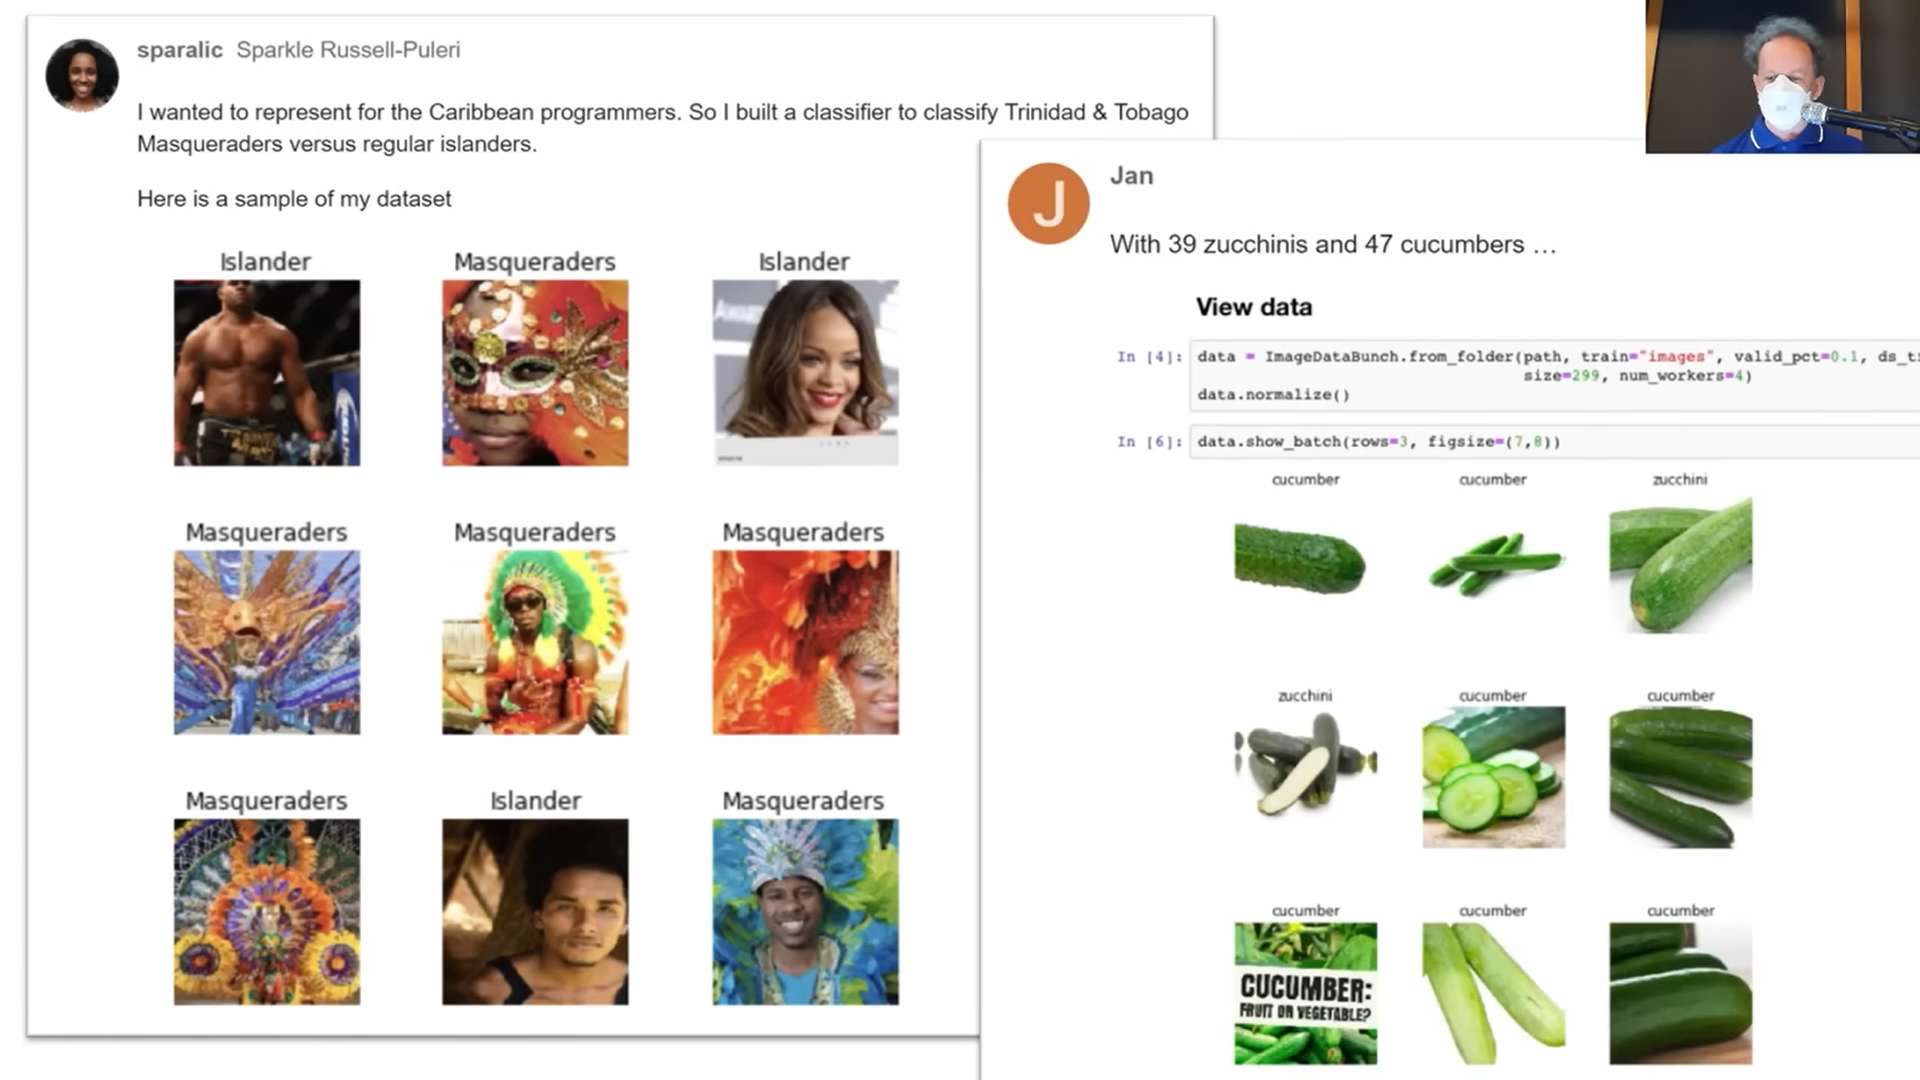 sparalic Sparkle Russell-Puleri
I wanted to represent for the Caribbean programmers. So I built a classifier to classify Trinidad & Tobago
Masqueraders versus regular islanders.
Here is a sample of my dataset
Islander Masqueraders Islander
Masqueraders Masqueraders Masqueraders
Masqueraders Islander Masqueraders
J
Jan
With 39 zucchinis and 47 cucumbers …
View data
In [4]: data = ImageDataBunch.from_folder(path, train="images", valid_pct=0.1, ds_t
size=299, num_workers=4)
data.normalize()
In [6]: data.show_batch(rows=3, figsize=(7,8))
cucumber cucumber zucchini
zucchini cucumber cucumber
cucumber cucumber cucumber
CUCUMBER:
FRUIT OR VEGETABLE?